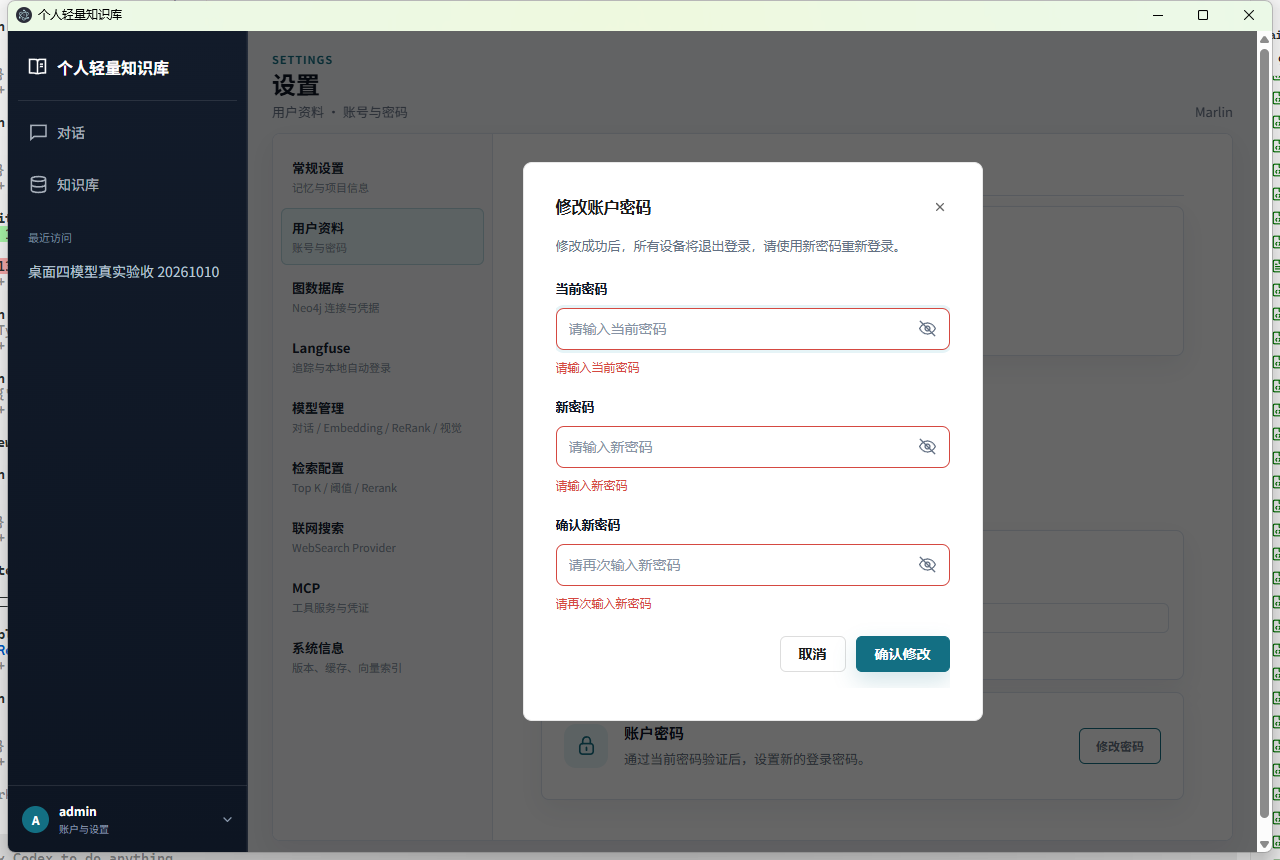 个人轻量知识库
个人轻量知识库
对话
知识库
最近访问
桌面四模型真实验收 20261010
A
admin
账户与设置
SETTINGS
设置
用户资料 · 账号与密码
Marlin
常规设置
记忆与项目信息
用户资料
账号与密码
图数据库
Neo4j 连接与凭据
Langfuse
追踪与本地自动登录
模型管理
对话 / Embedding / ReRank / 视觉
检索配置
Top K / 阈值 / Rerank
联网搜索
WebSearch Provider
MCP
工具服务与凭证
系统信息
版本、缓存、向量索引
修改账户密码
修改成功后，所有设备将退出登录，请使用新密码重新登录。
当前密码
请输入当前密码
请输入当前密码
新密码
请输入新密码
请输入新密码
确认新密码
请再次输入新密码
请再次输入新密码
取消
确认修改
账户密码
通过当前密码验证后，设置新的登录密码。
修改密码
Codex to do anything